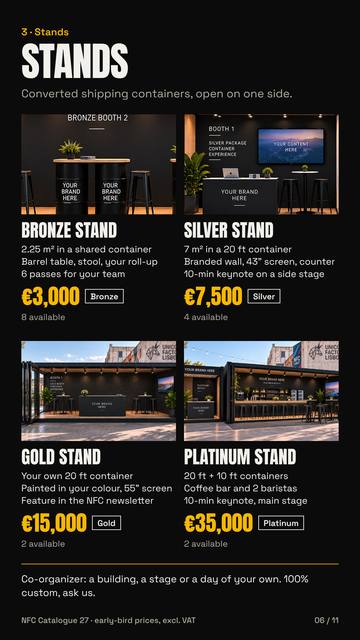 3 · Stands
STANDS
Converted shipping containers, open on one side.
BRONZE BOOTH 2
YOUR BRAND HERE
YOUR BRAND HERE
BOOTH 1
SILVER PACKAGE
CONTAINER
EXPERIENCE
YOUR CONTENT
HERE
YOUR BRAND
HERE
BRONZE STAND
2.25 m² in a shared container
Barrel table, stool, your roll-up
6 passes for your team
€3,000 Bronze
8 available
SILVER STAND
7 m² in a 20 ft container
Branded wall, 43" screen, counter
10-min keynote on a side stage
€7,500 Silver
4 available
GOLD STAND
Your own 20 ft container
Painted in your colour, 55" screen
Feature in the NFC newsletter
€15,000 Gold
2 available
PLATINUM STAND
20 ft + 10 ft containers
Coffee bar and 2 baristas
10-min keynote, main stage
€35,000 Platinum
2 available
Co-organizer: a building, a stage or a day of your own. 100%
custom, ask us.
NFC Catalogue 27 · early-bird prices, excl. VAT
06 / 11